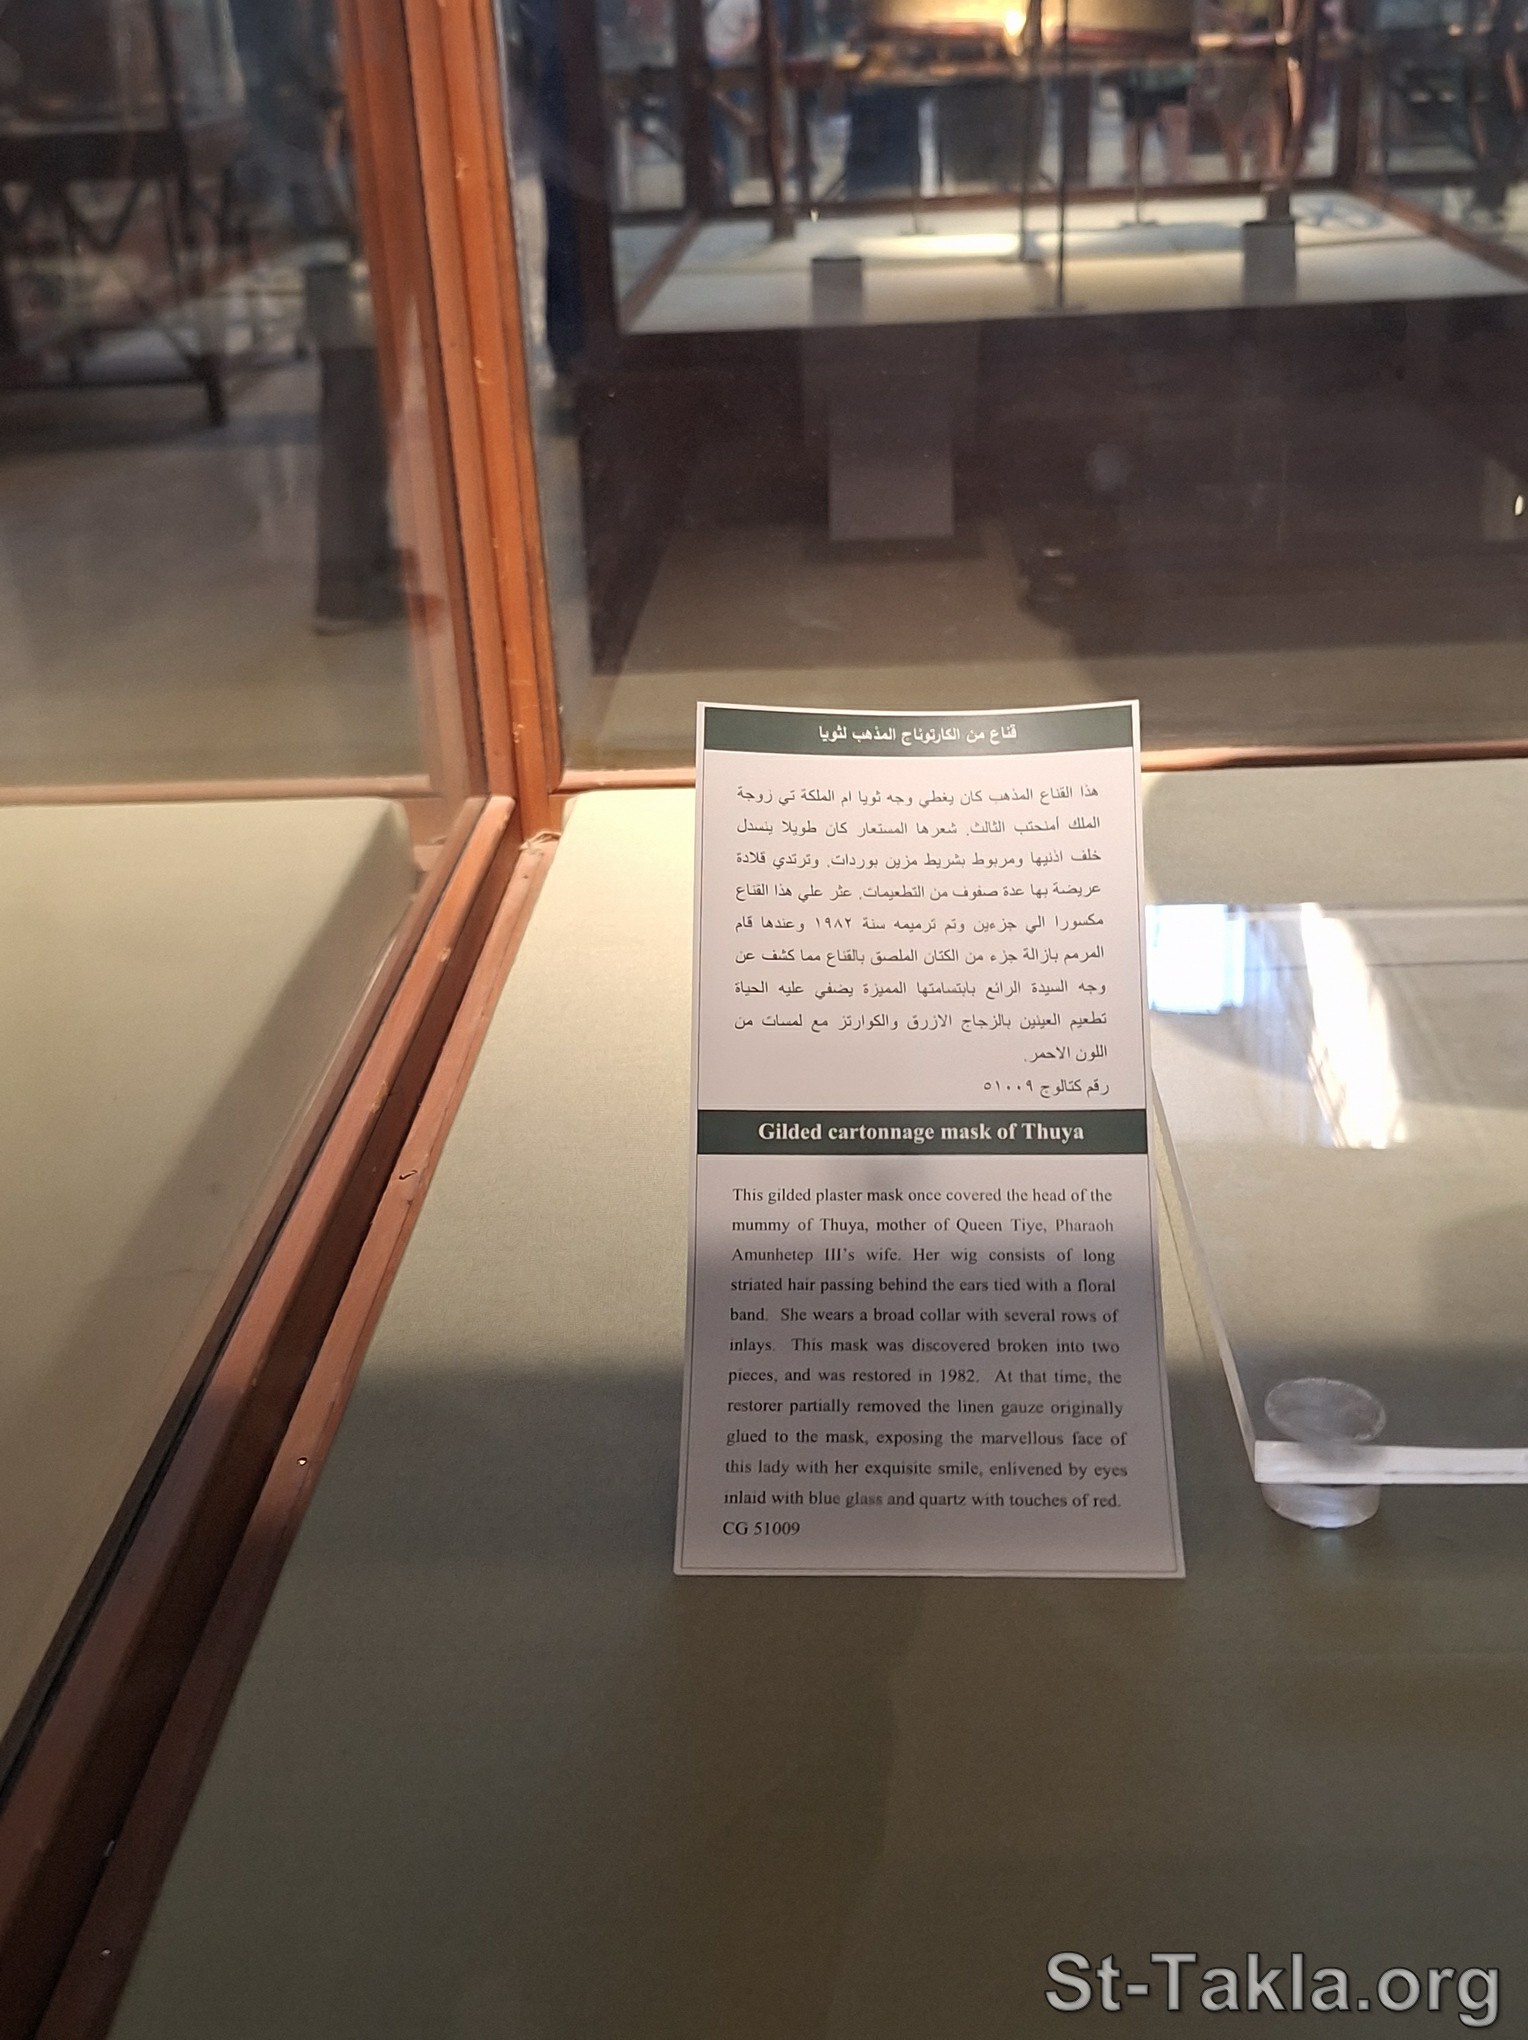 قناع من الكارتوناج المذهب لثويا
هذا القناع المذهب كان يغطي وجه ثويا ام الملكة تي زوجة
الملك أمنحتب الثالث. شعرها المستعار كان طويلا ينسدل
خلف اذنيها ومربوط بشريط مزين بوردات. وترتدي قلادة
عريضة بها عدة صفوف من التطعيمات. عثر علي هذا القناع
مكسورا الي جزءين وتم ترميمه سنة ١٩٨٢ وعندها قام
المرمم بازالة جزء من الكتان الملصق بالقناع مما كشف عن
وجه السيدة الرائع بابتسامتها المميزة يضفي عليه الحياة
تطعيم العينين بالزجاج الازرق والكوارتز مع لمسات من
اللون الاحمر.
رقم كتالوج ٥١٠٠٩
Gilded cartonnage mask of Thuya
This gilded plaster mask once covered the head of the
mummy of Thuya, mother of Queen Tiye, Pharaoh
Amunhetep III's wife. Her wig consists of long
striated hair passing behind the ears tied with a floral
band. She wears a broad collar with several rows of
inlays. This mask was discovered broken into two
pieces, and was restored in 1982. At that time, the
restorer partially removed the linen gauze originally
glued to the mask, exposing the marvellous face of
this lady with her exquisite smile, enlivened by eyes
inlaid with blue glass and quartz with touches of red.
CG 51009
St-Takla.org